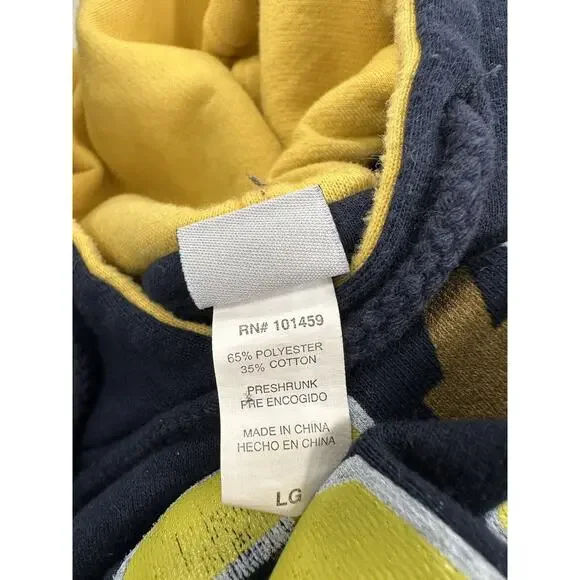 RN# 101459
65% POLYESTER
35% COTTON
PRESHRUNK
PRE ENCOGIDO
MADE IN CHINA
HECHO EN CHINA
LG